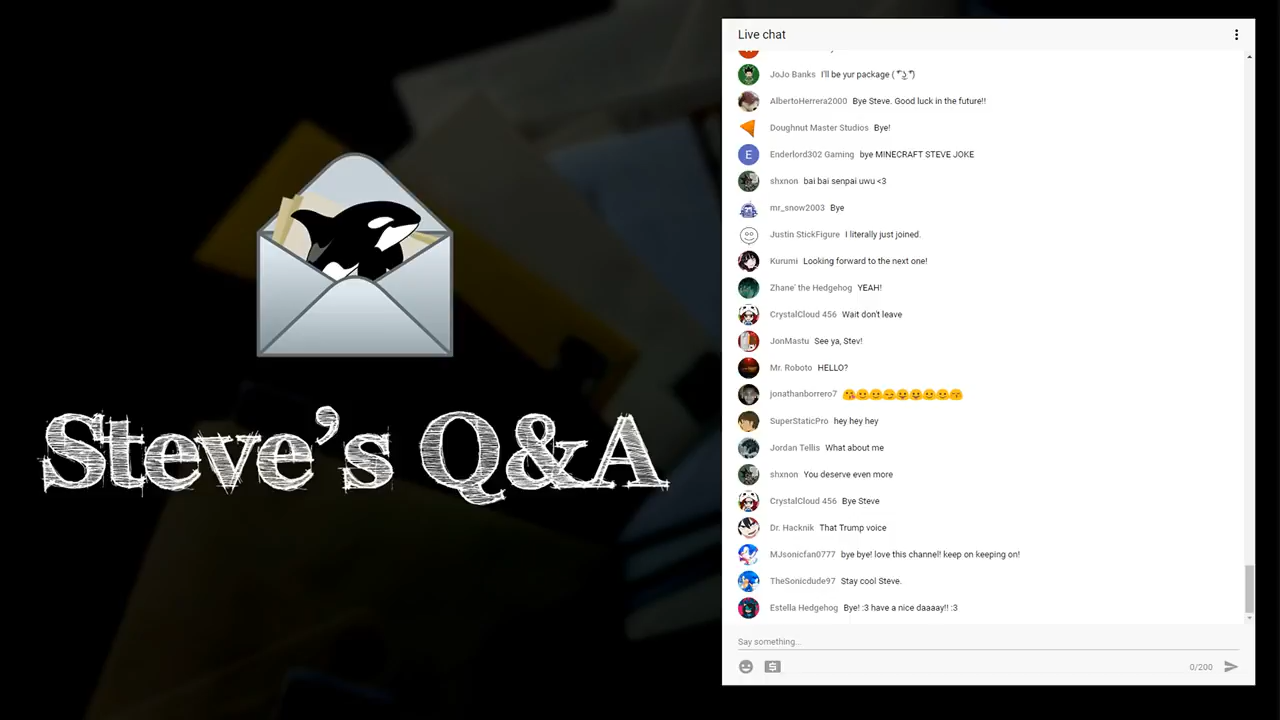 Steve's Q&A
Live chat
JoJo Banks I'll be yur package ( ͡° ͜ʖ ͡°)
AlbertoHerrera2000 Bye Steve. Good luck in the future!!
Doughnut Master Studios Bye!
E Enderlord302 Gaming bye MINECRAFT STEVE JOKE
shxnon bai bai senpai uwu <3
mr_snow2003 Bye
Justin StickFigure I literally just joined.
Kurumi Looking forward to the next one!
Zhane' the Hedgehog YEAH!
CrystalCloud 456 Wait don't leave
JonMastu See ya, Stev!
Mr. Roboto HELLO?
jonathanborrero7
SuperStaticPro hey hey hey
Jordan Tellis What about me
shxnon You deserve even more
CrystalCloud 456 Bye Steve
Dr. Hacknik That Trump voice
MJsonicfan0777 bye bye! love this channel! keep on keeping on!
TheSonicdude97 Stay cool Steve.
Estella Hedgehog Bye! :3 have a nice daaaay!! :3
Say something...
0/200